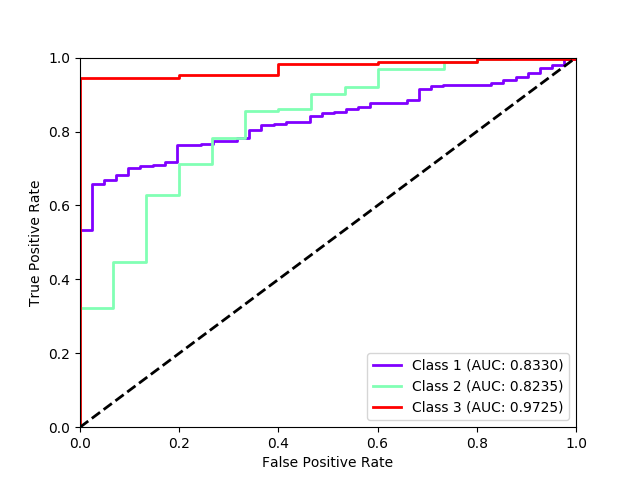 1.0
0.8
0.6
0.4
0.2
0.0
True Positive Rate
0.0 0.2 0.4 0.6 0.8 1.0
False Positive Rate
Class 1 (AUC: 0.8330)
Class 2 (AUC: 0.8235)
Class 3 (AUC: 0.9725)